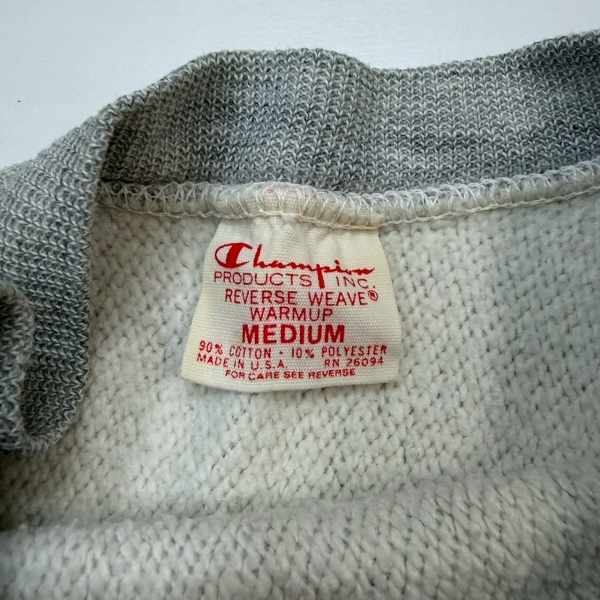 Champion
PRODUCTS INC.
REVERSE WEAVE®
WARMUP
MEDIUM
90% COTTON · 10% POLYESTER
MADE IN U.S.A. RN 26094
FOR CARE SEE REVERSE